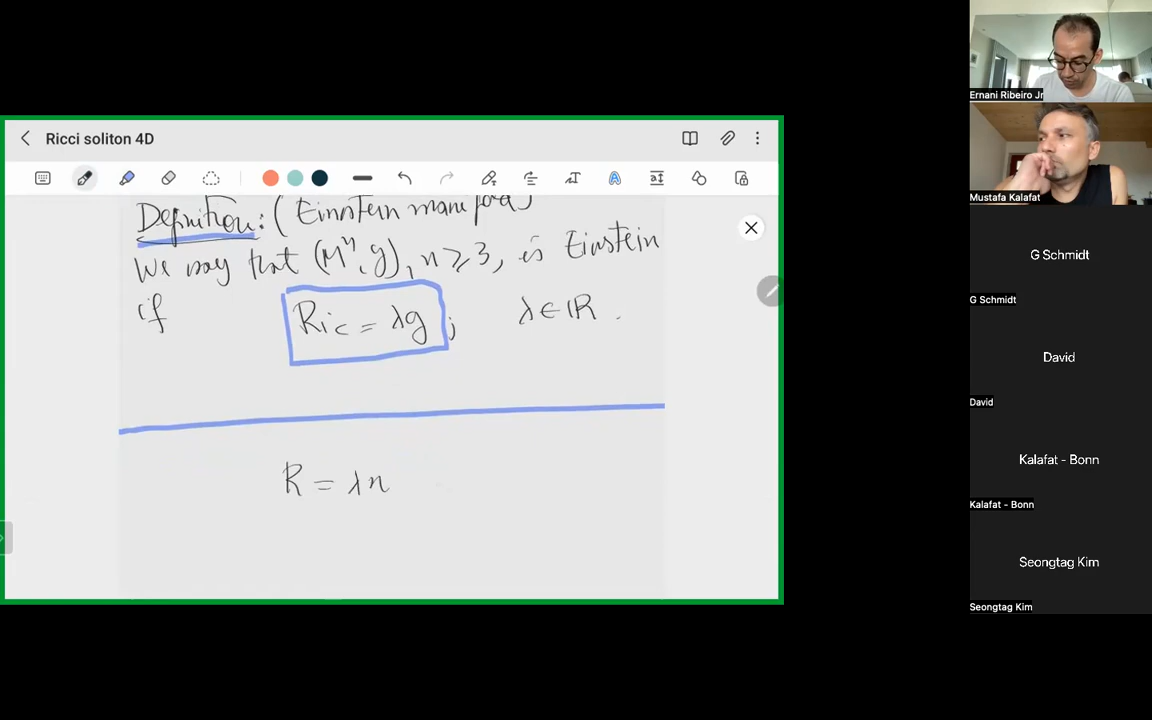 Ernani Ribeiro Jr
Ricci soliton 4D
Definition: (Einstein manifold)
We say that (Mⁿ, g), n ≥ 3, is Einstein
if Ric = λg; λ ∈ ℝ.
R = λn
Mustafa Kalafat
G Schmidt
G Schmidt
David
David
Kalafat - Bonn
Kalafat - Bonn
Seongtag Kim
Seongtag Kim